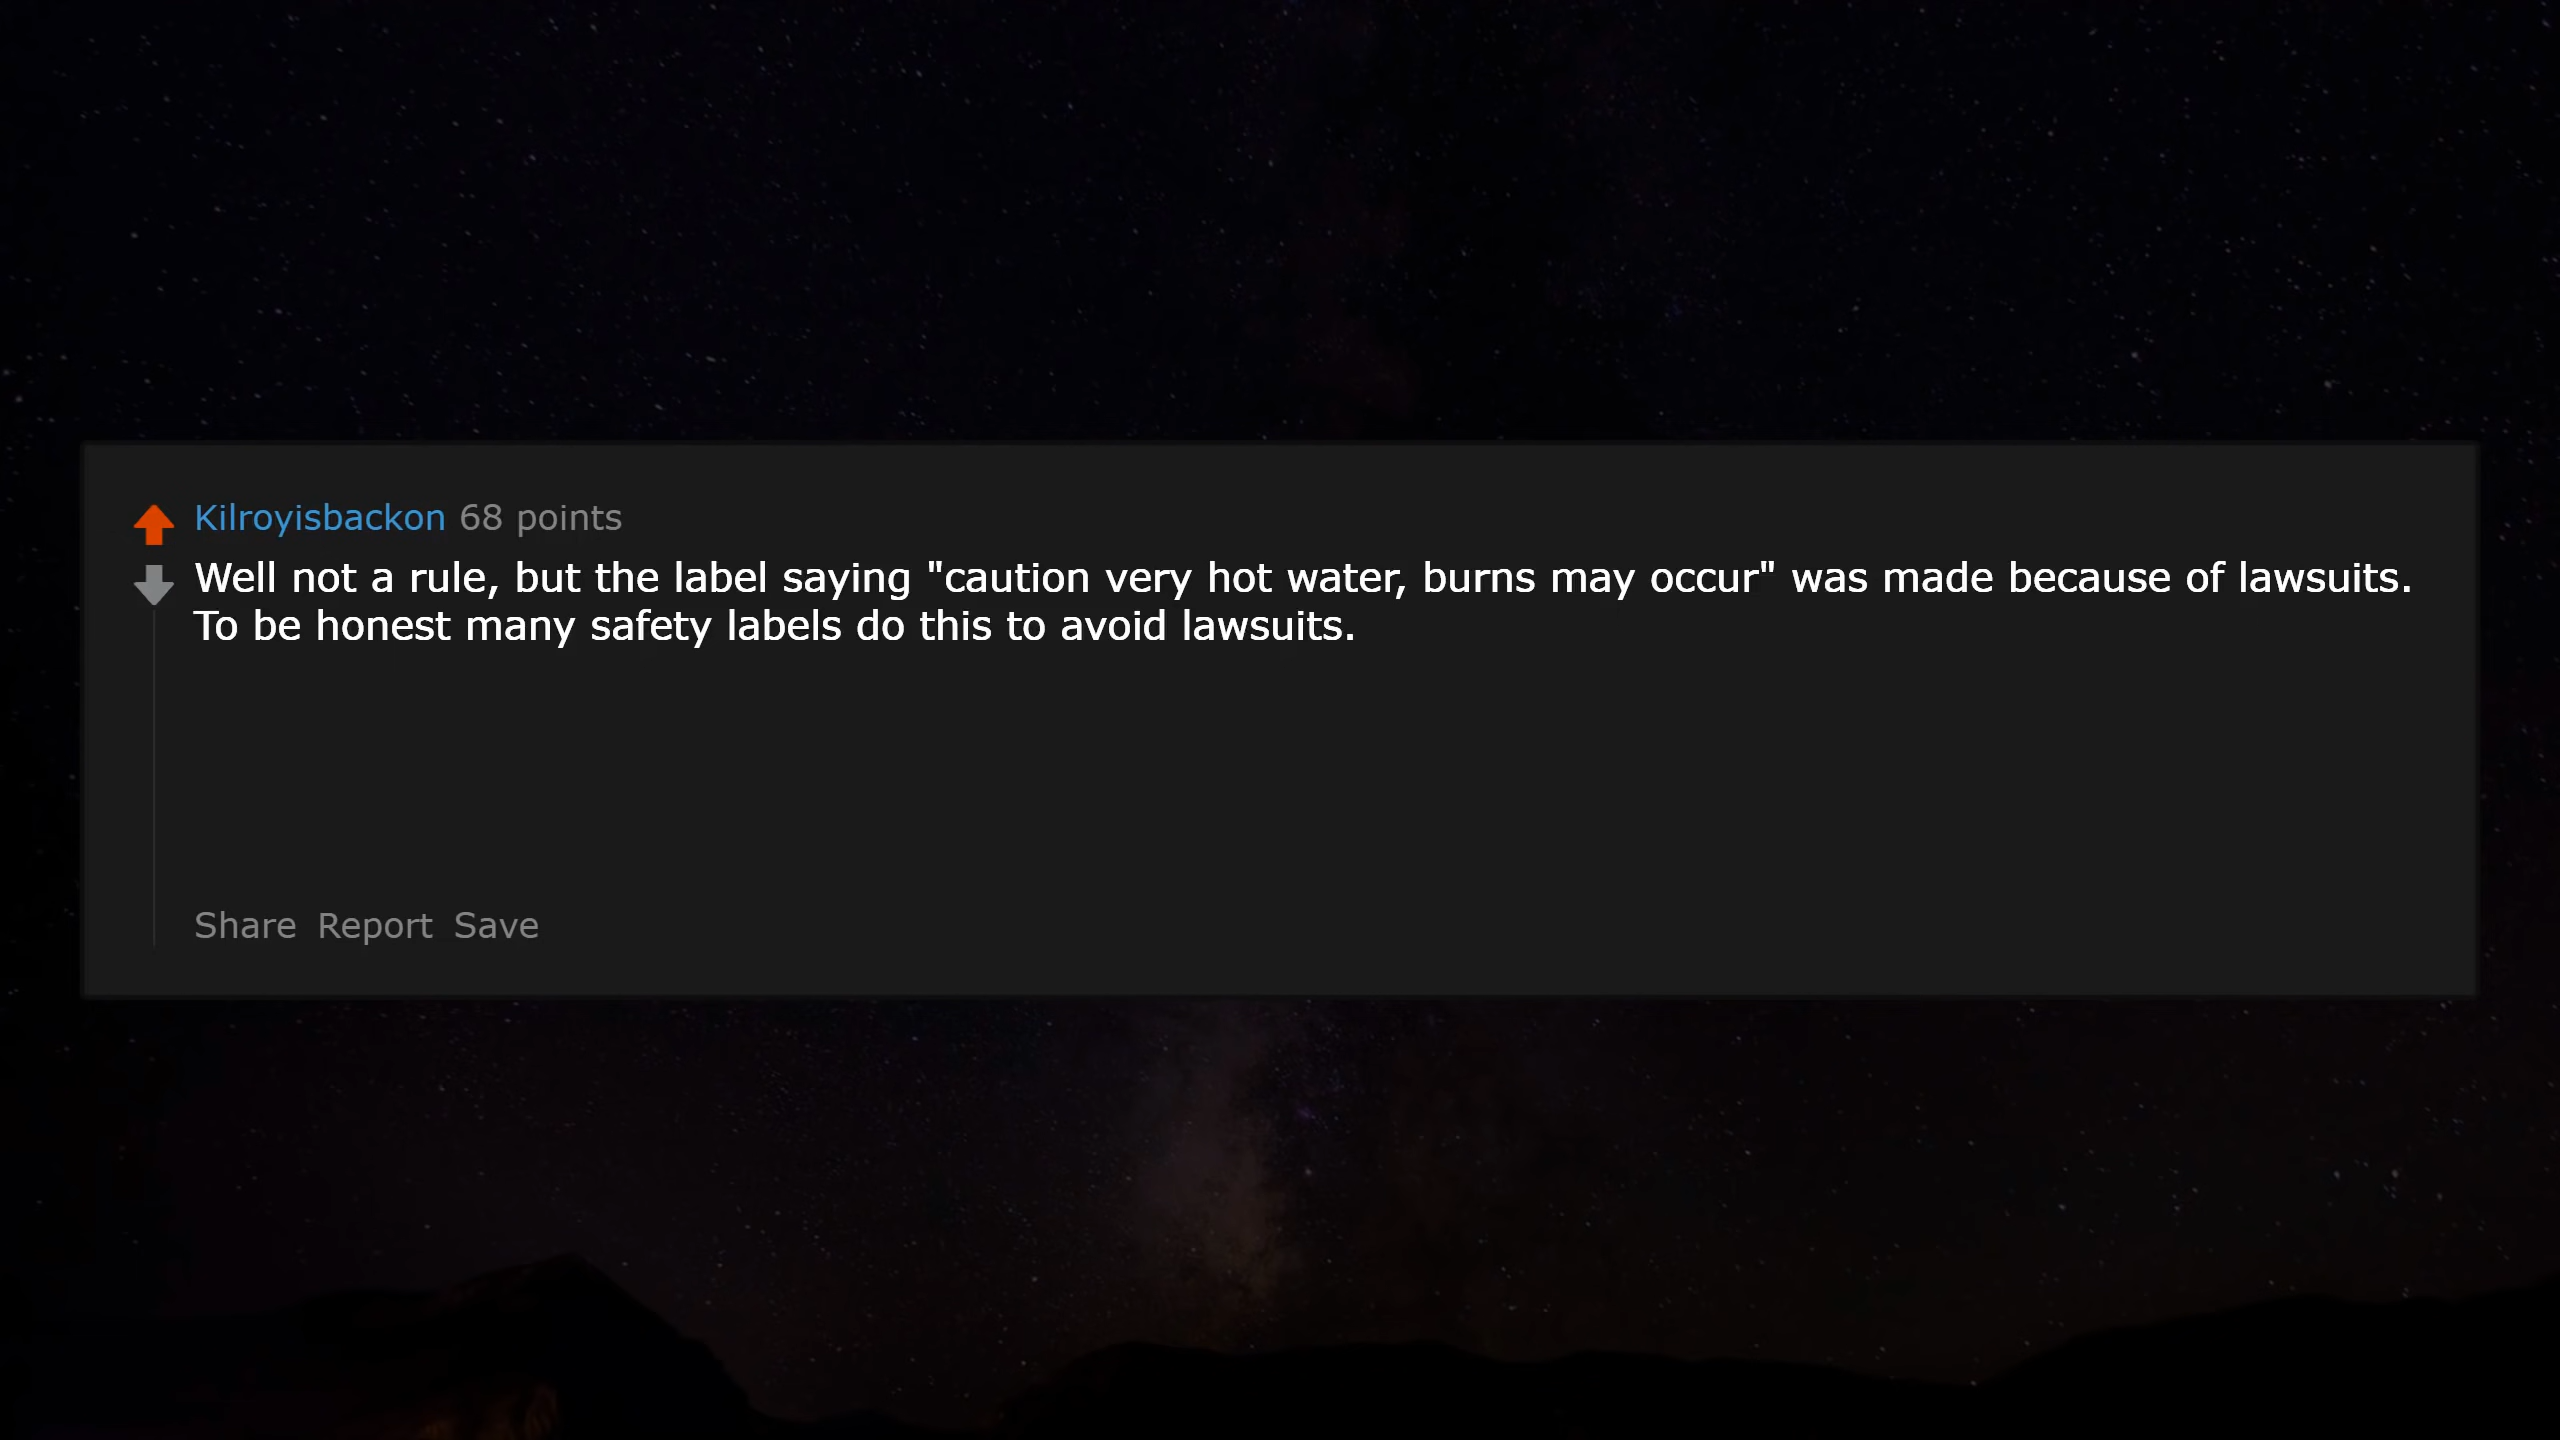 Kilroyisbackon 68 points
Well not a rule, but the label saying "caution very hot water, burns may occur" was made because of lawsuits.
To be honest many safety labels do this to avoid lawsuits.
Share Report Save